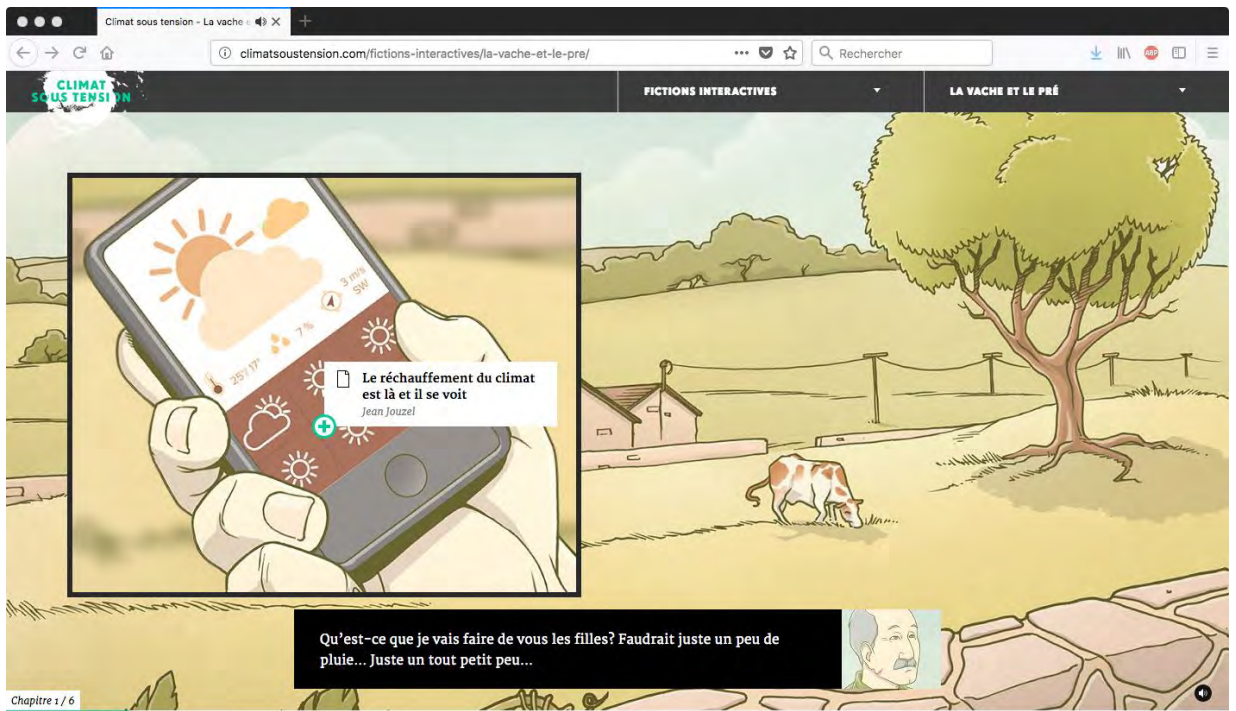 Climat sous tension - La vache e
climatsoustension.com/fictions-interactives/la-vache-et-le-pre/
Rechercher
ABP
CLIMAT
SOUS TENSION
FICTIONS INTERACTIVES
LA VACHE ET LE PRÉ
3 m/s
SW
7 %
25°/17°
Le réchauffement du climat
est là et il se voit
Jean Jouzel
Qu’est-ce que je vais faire de vous les filles? Faudrait juste un peu de
pluie... Juste un tout petit peu...
Chapitre 1 / 6